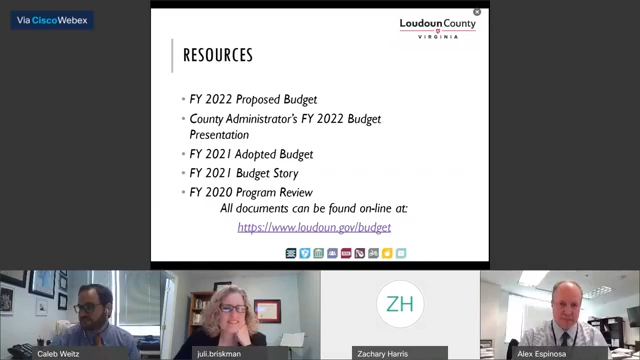 Via Cisco Webex
Loudoun County
VIRGINIA
RESOURCES
• FY 2022 Proposed Budget
• County Administrator's FY 2022 Budget
Presentation
• FY 2021 Adopted Budget
• FY 2021 Budget Story
• FY 2020 Program Review
All documents can be found on-line at:
https://www.loudoun.gov/budget
ZH
Caleb Weitz
juli.briskman
Zachary Harris
Alex Espinosa